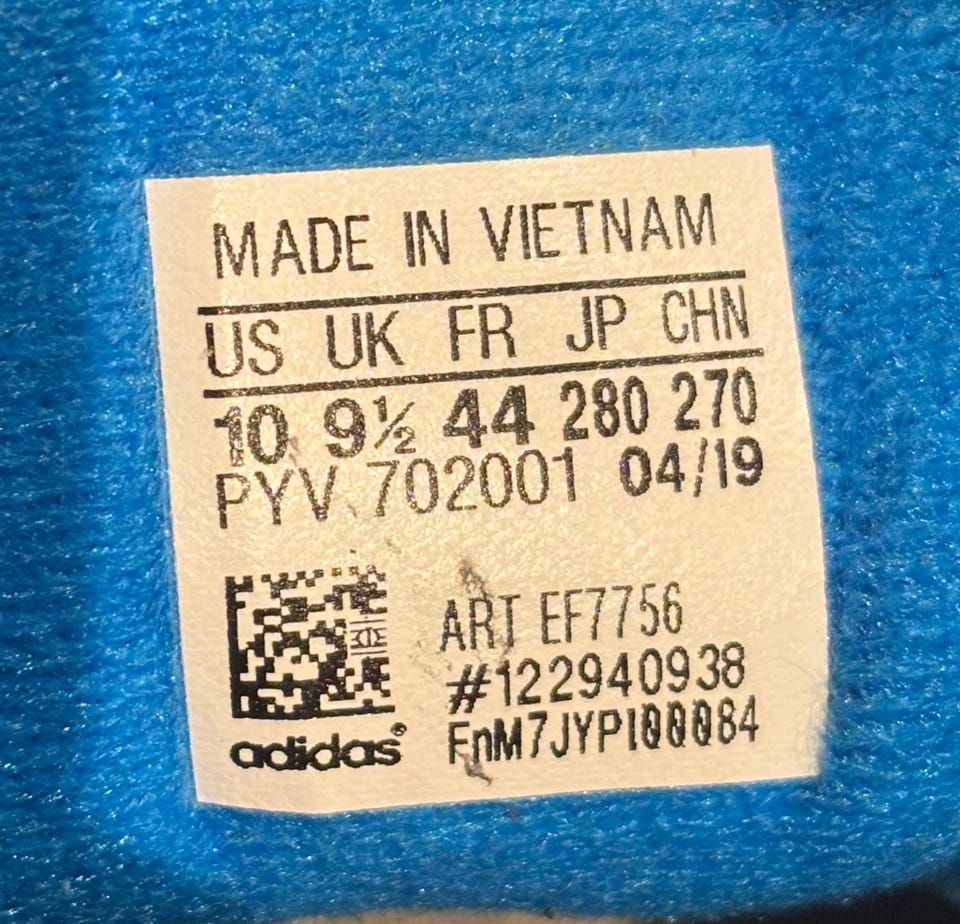 MADE IN VIETNAM
US UK FR JP CHN
10 9½ 44 280 270
PYV 702001 04/19
ART EF7756
#122940938
FnM7JYPI00084
adidas®